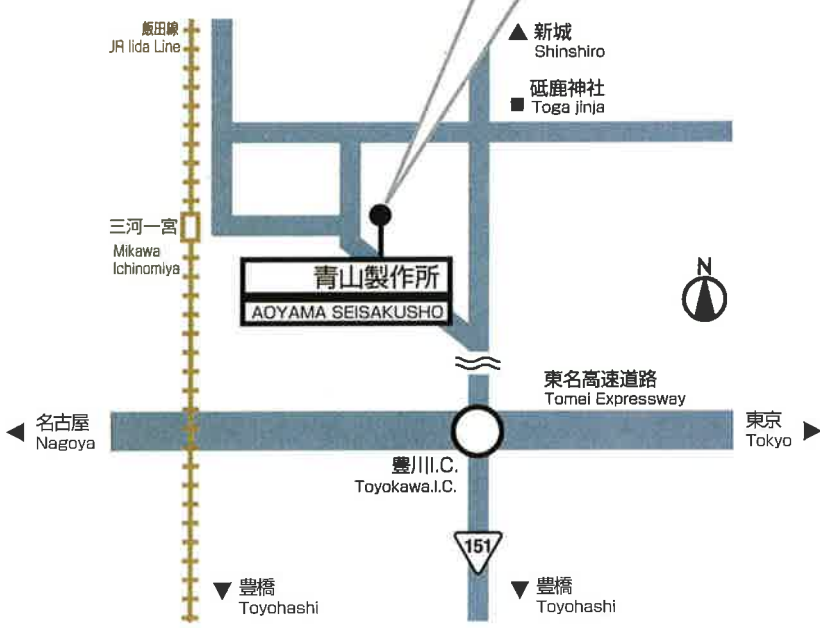 飯田線
JR Iida Line
▲ 新城
Shinshiro
■ 砥鹿神社
Toga jinja
三河一宮
Mikawa
Ichinomiya
青山製作所
AOYAMA SEISAKUSHO
N
東名高速道路
Tomei Expressway
◀ 名古屋
Nagoya
東京 ▶
Tokyo
豊川I.C.
Toyokawa.I.C.
151
▼ 豊橋
Toyohashi
▼ 豊橋
Toyohashi